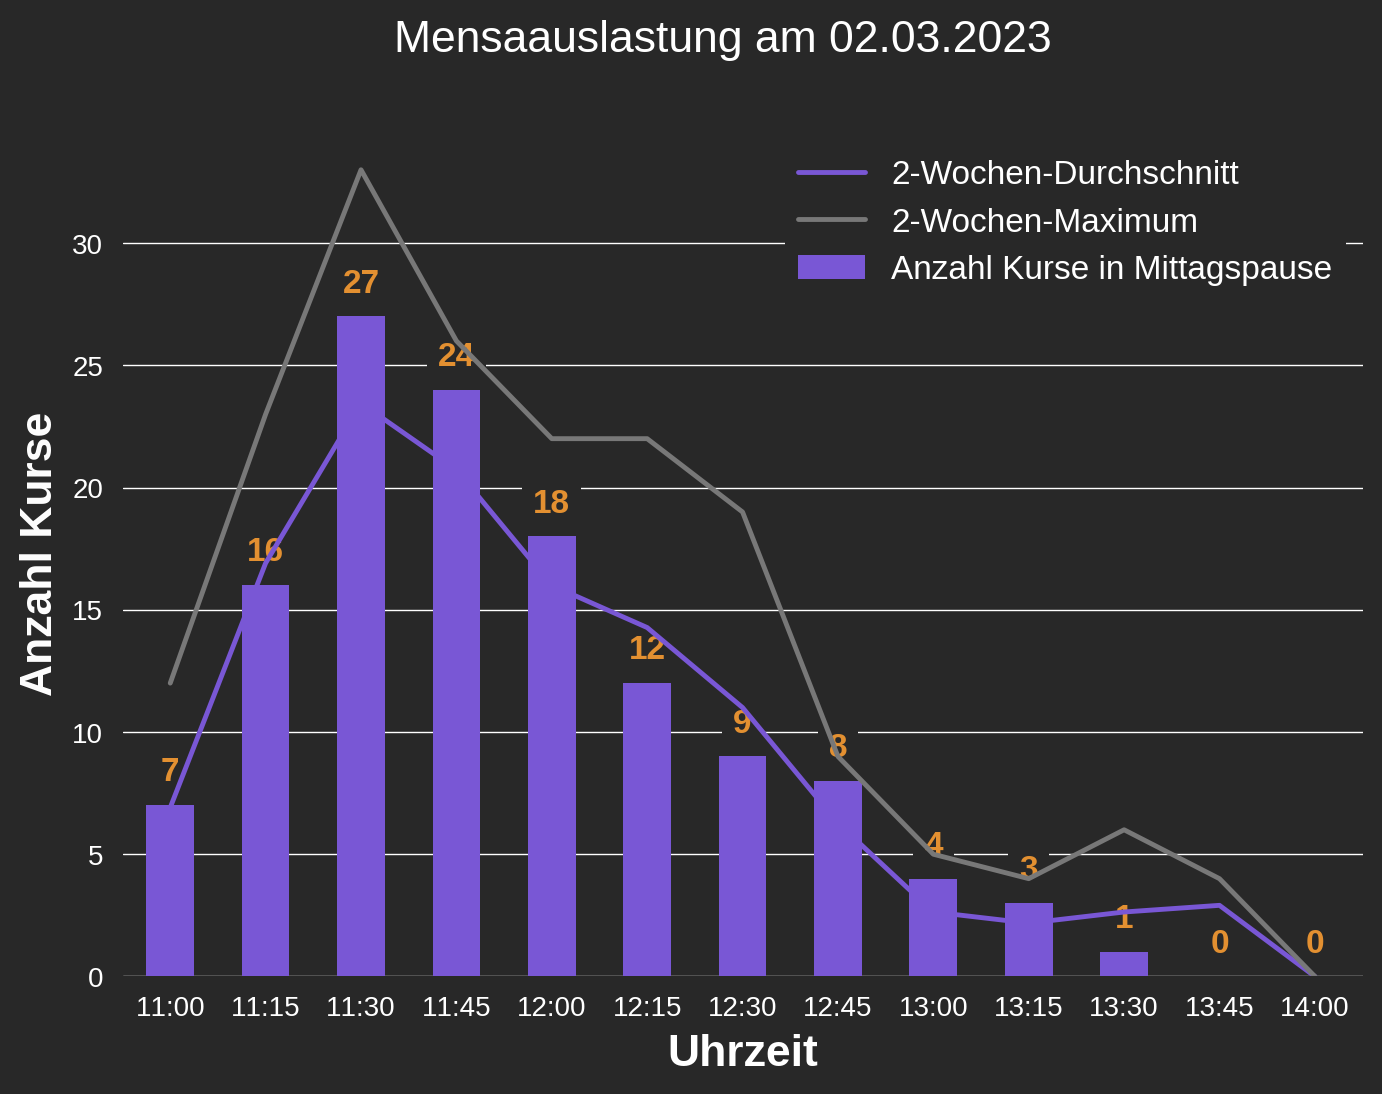 Mensaauslastung am 02.03.2023
2-Wochen-Durchschnitt
2-Wochen-Maximum
Anzahl Kurse in Mittagspause
Anzahl Kurse
30
25
20
15
10
5
0
7
16
27
24
18
12
9
8
4
3
1
0
0
11:00 11:15 11:30 11:45 12:00 12:15 12:30 12:45 13:00 13:15 13:30 13:45 14:00
Uhrzeit